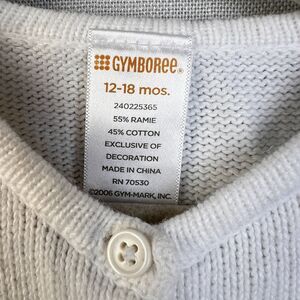 GYMBOREE®
12-18 mos.
240225365
55% RAMIE
45% COTTON
EXCLUSIVE OF
DECORATION
MADE IN CHINA
RN 70530
©2006 GYM-MARK, INC.